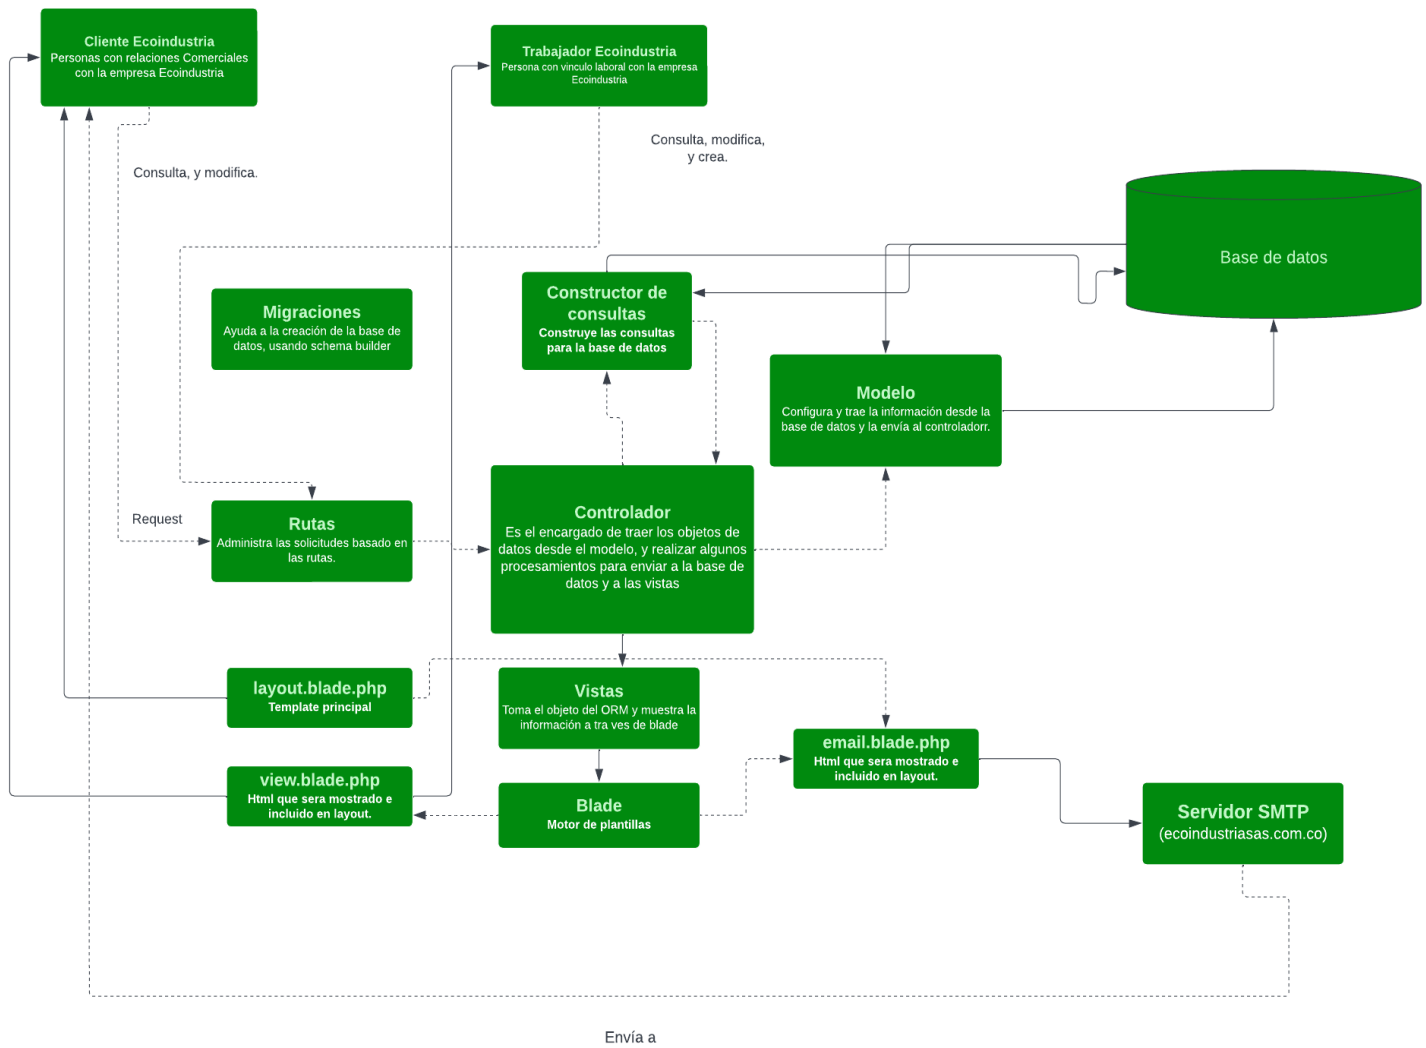 Cliente Ecoindustria
Personas con relaciones Comerciales
con la empresa Ecoindustria
Trabajador Ecoindustria
Persona con vinculo laboral con la empresa
Ecoindustria
Consulta, modifica,
y crea.
Consulta, y modifica.
Base de datos
Migraciones
Ayuda a la creación de la base de
datos, usando schema builder
Constructor de
consultas
Construye las consultas
para la base de datos
Modelo
Configura y trae la información desde la
base de datos y la envía al controladorr.
Request
Rutas
Administra las solicitudes basado en
las rutas.
Controlador
Es el encargado de traer los objetos de
datos desde el modelo, y realizar algunos
procesamientos para enviar a la base de
datos y a las vistas
layout.blade.php
Template principal
Vistas
Toma el objeto del ORM y muestra la
información a tra ves de blade
email.blade.php
Html que sera mostrado e
incluido en layout.
view.blade.php
Html que sera mostrado e
incluido en layout.
Blade
Motor de plantillas
Servidor SMTP
(ecoindustriasas.com.co)
Envía a